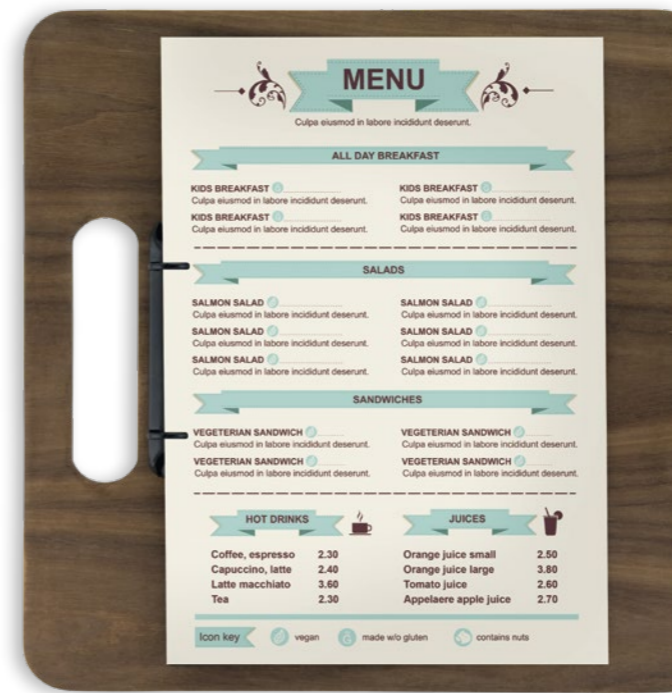 MENU
Culpa eiusmod in labore incididunt deserunt.
ALL DAY BREAKFAST
KIDS BREAKFAST KIDS BREAKFAST
Culpa eiusmod in labore incididunt deserunt. Culpa eiusmod in labore incididunt deserunt.
KIDS BREAKFAST KIDS BREAKFAST
Culpa eiusmod in labore incididunt deserunt. Culpa eiusmod in labore incididunt deserunt.
SALADS
SALMON SALAD SALMON SALAD
Culpa eiusmod in labore incididunt deserunt. Culpa eiusmod in labore incididunt deserunt.
SALMON SALAD SALMON SALAD
Culpa eiusmod in labore incididunt deserunt. Culpa eiusmod in labore incididunt deserunt.
SALMON SALAD SALMON SALAD
Culpa eiusmod in labore incididunt deserunt. Culpa eiusmod in labore incididunt deserunt.
SANDWICHES
VEGETERIAN SANDWICH VEGETERIAN SANDWICH
Culpa eiusmod in labore incididunt deserunt. Culpa eiusmod in labore incididunt deserunt.
VEGETERIAN SANDWICH VEGETERIAN SANDWICH
Culpa eiusmod in labore incididunt deserunt. Culpa eiusmod in labore incididunt deserunt.
HOT DRINKS
Coffee, espresso 2.30
Capuccino, latte 2.40
Latte macchiato 3.60
Tea 2.30
JUICES
Orange juice small 2.50
Orange juice large 3.80
Tomato juice 2.60
Appelaere apple juice 2.70
Icon key vegan made w/o gluten contains nuts